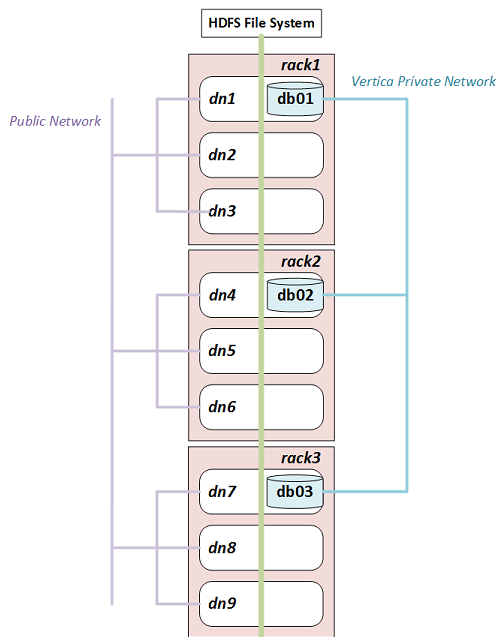 HDFS File System
rack1
Vertica Private Network
dn1
db01
Public Network
dn2
dn3
rack2
dn4
db02
dn5
dn6
rack3
dn7
db03
dn8
dn9